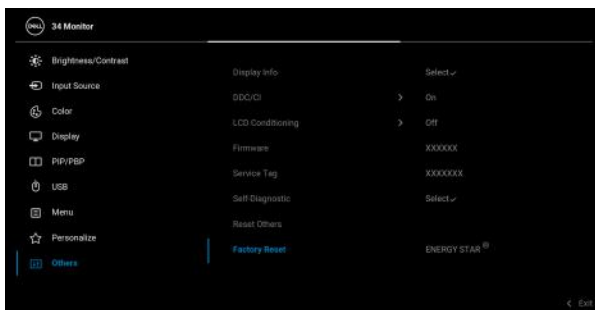 DELL 34 Monitor
Brightness/Contrast
Input Source
Color
Display
PIP/PBP
USB
Menu
Personalize
Others
Display Info Select
DDC/CI > On
LCD Conditioning > Off
Firmware XXXXXX
Service Tag XXXXXXX
Self-Diagnostic Select
Reset Others
Factory Reset ENERGY STAR®
< Exit